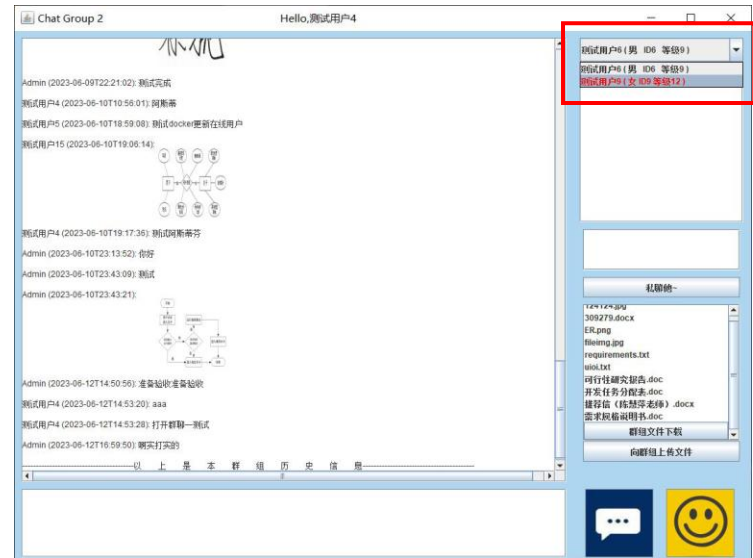 Chat Group 2
Hello,测试用户4
Admin (2023-06-09T22:21:02): 测试完成
测试用户4 (2023-06-10T10:56:01): 阿斯蒂
测试用户5 (2023-06-10T18:59:08): 测试docker更新在线用户
测试用户15 (2023-06-10T19:06:14):
测试用户4 (2023-06-10T19:17:36): 测试阿斯蒂芬
Admin (2023-06-10T23:13:52): 你好
Admin (2023-06-10T23:43:09): 测试
Admin (2023-06-10T23:43:21):
Admin (2023-06-12T14:50:56): 准备验收准备验收
测试用户4 (2023-06-12T14:53:20): aaa
测试用户4 (2023-06-12T14:53:28): 打开群聊一测试
Admin (2023-06-12T16:59:50): 啊实打实的
以 上 是 本 群 组 历 史 信 息
测试用户6 (男 ID6 等级9)
测试用户6 (男 ID6 等级9)
测试用户9 (女 ID9 等级12)
私聊他~
124124.jpg
309279.docx
ER.png
fileimg.jpg
requirements.txt
uioi.txt
可行性研究报告.doc
开发任务分配表.doc
推荐信（陈楚萍老师）.docx
需求规格说明书.doc
群组文件下载
向群组上传文件